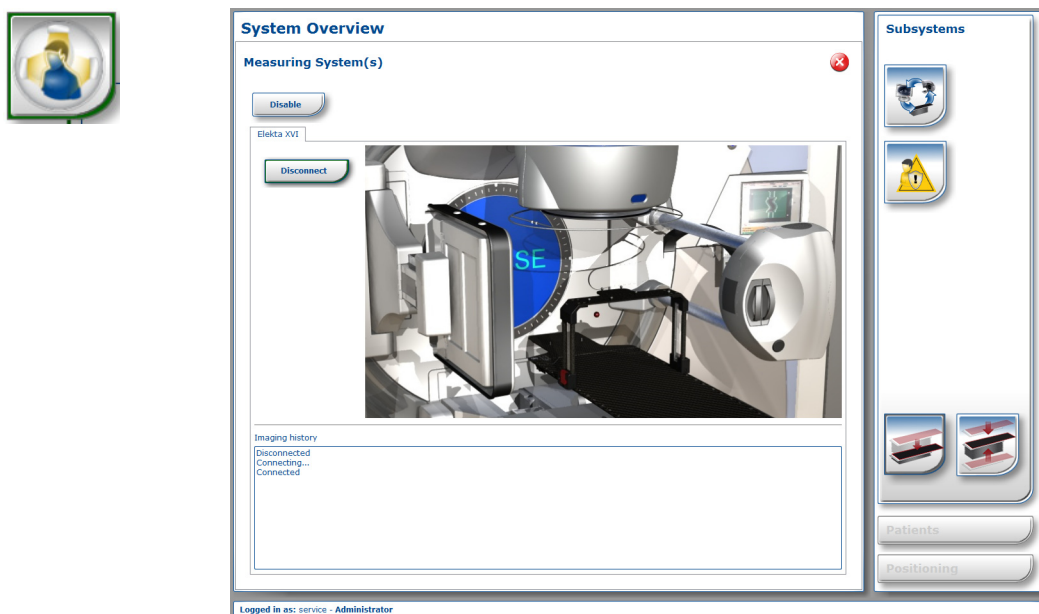 System Overview
Subsystems
Measuring System(s)
Disable
Elekta XVI
Disconnect
SE
Imaging history
Disconnected
Connecting...
Connected
Patients
Positioning
Logged in as: service - Administrator